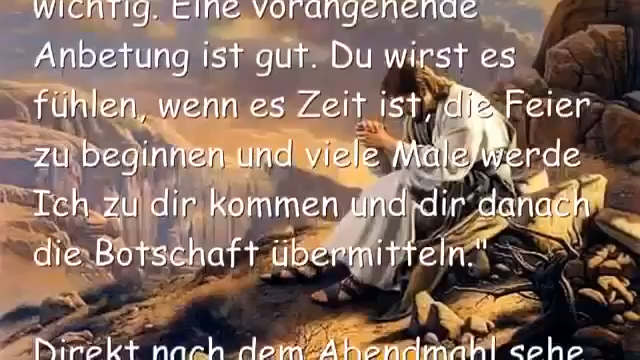 wichtig. Eine vorangehende
Anbetung ist gut. Du wirst es
fühlen, wenn es Zeit ist, die Feier
zu beginnen und viele Male werde
Ich zu dir kommen und dir danach
die Botschaft übermitteln."
Direkt nach dem Abendmahl sehe